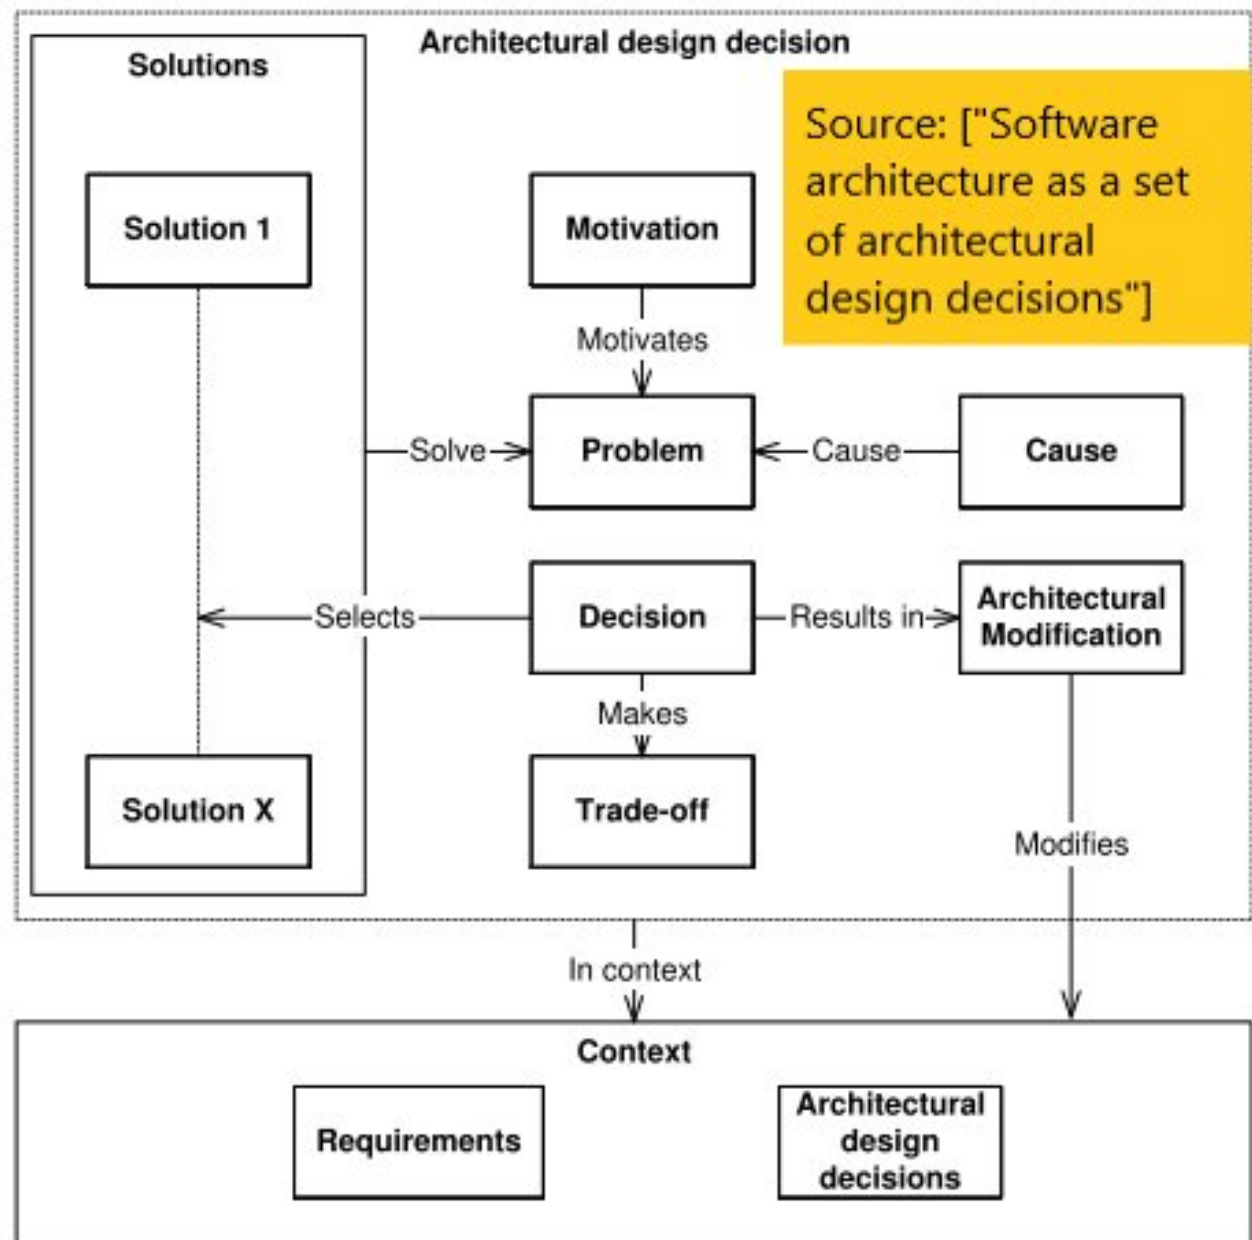 Architectural design decision
Solutions
Source: ["Software
architecture as a set
of architectural
design decisions"]
Solution 1
Motivation
Motivates
Solve
Problem
Cause
Cause
Selects
Decision
Results in
Architectural
Modification
Makes
Solution X
Trade-off
Modifies
In context
Context
Requirements
Architectural
design
decisions